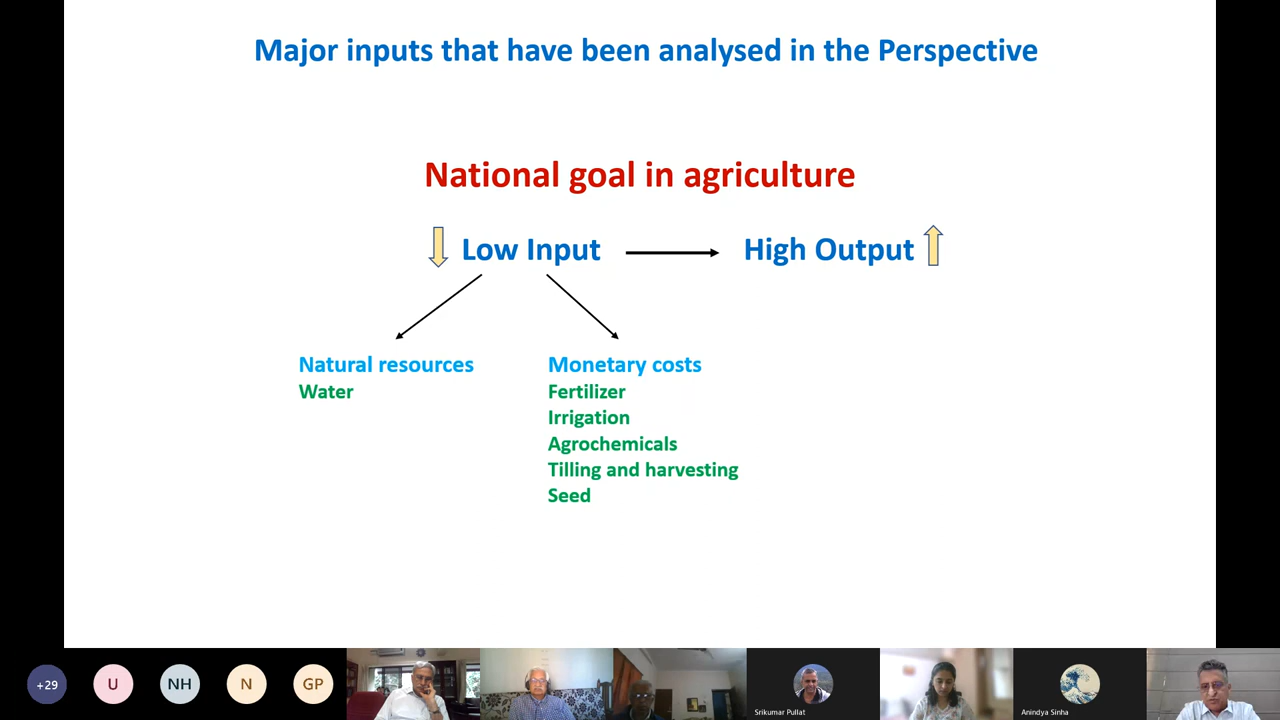 Major inputs that have been analysed in the Perspective
National goal in agriculture
Low Input
High Output
Natural resources
Water
Monetary costs
Fertilizer
Irrigation
Agrochemicals
Tilling and harvesting
Seed
+29
U
NH
N
GP
Srikumar Pullat
Anindya Sinha